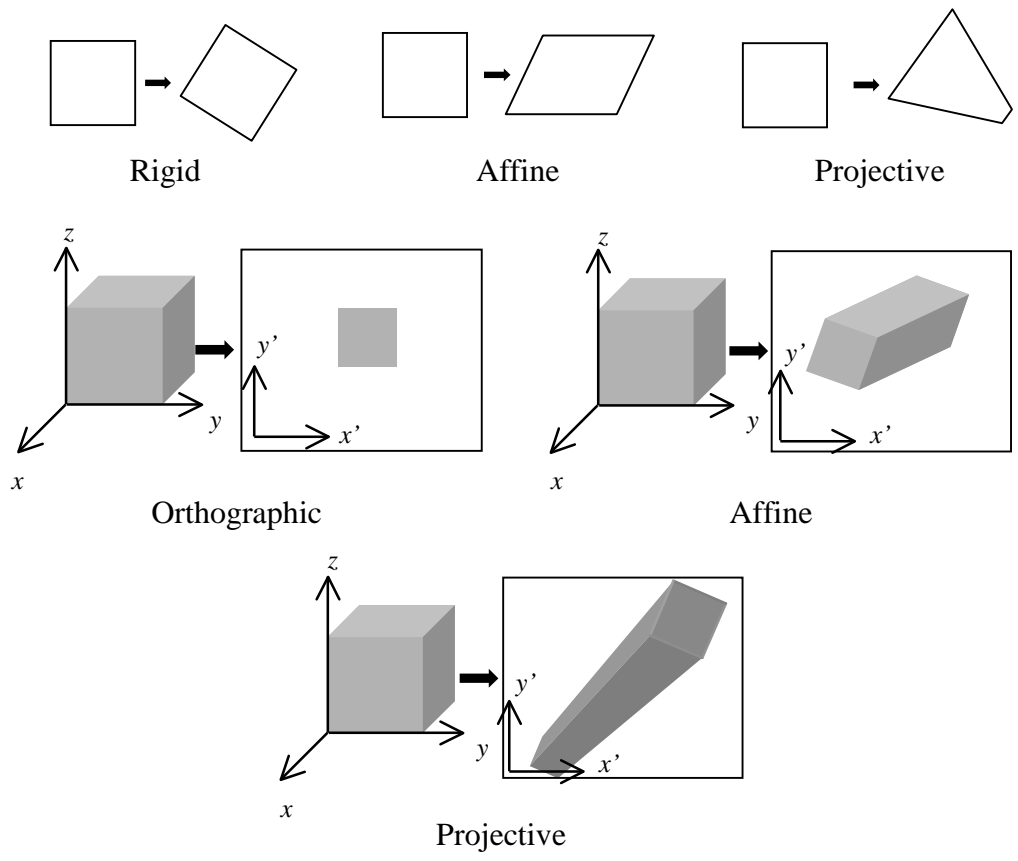 Rigid
Affine
Projective
z
y
x
y’
x’
Orthographic
z
y
x
y’
x’
Affine
z
y
x
y’
x’
Projective